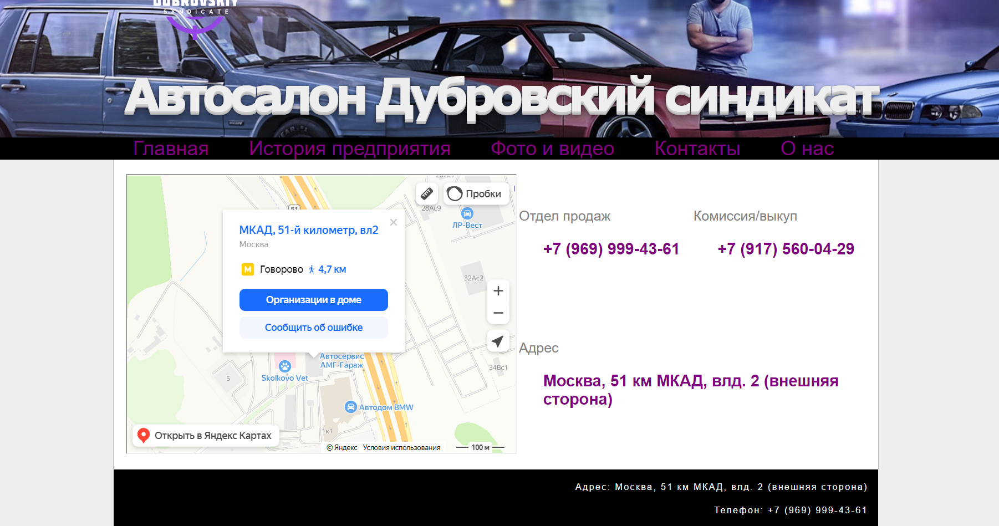 DUBROVSKIY
SYNDICATE
Автосалон Дубровский синдикат
Главная История предприятия Фото и видео Контакты О нас
28Ас7
Пробки
51
28Ас9
ЛР-Вест
МКАД, 51-й километр, вл2
Москва
М Говорово 4,7 км
Организации в доме
Сообщить об ошибке
32Ас2
Автосервис
АМГ-Гараж
Skolkovo Vet
5
34Вс1
Автодом BMW
1к1
Открыть в Яндекс Картах
© Яндекс Условия использования
100 м
Отдел продаж
+7 (969) 999-43-61
Комиссия/выкуп
+7 (917) 560-04-29
Адрес
Москва, 51 км МКАД, влд. 2 (внешняя
сторона)
Адрес: Москва, 51 км МКАД, влд. 2 (внешняя сторона)
Телефон: +7 (969) 999-43-61